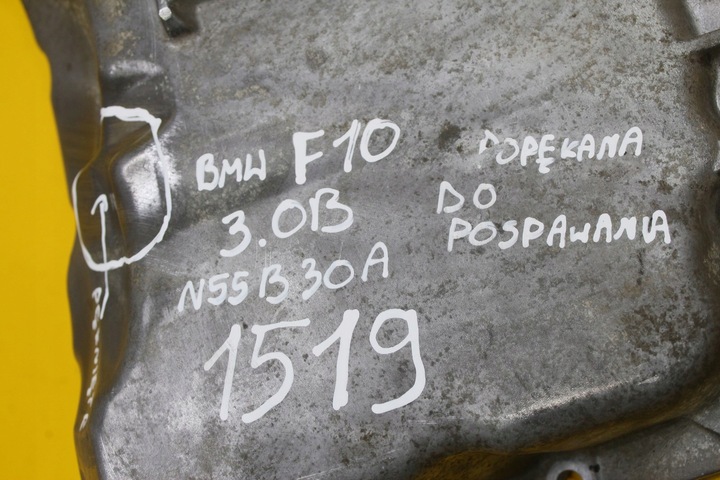 BMW F10
3.0B
N55B30A
1519
POPĘKANA
DO
POSPAWANIA